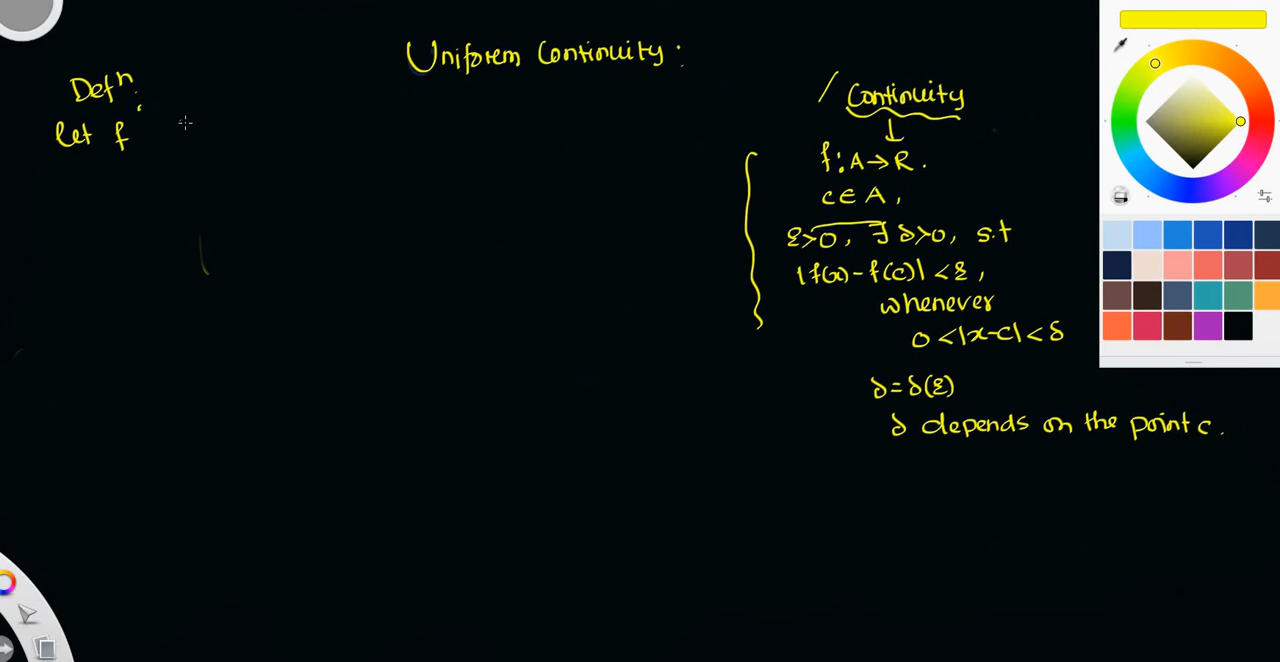 Uniform Continuity:
Defn:
let f
Continuity
↓
f: A→R.
c∈A,
ε>0, ∃ δ>0, s.t
|f(x)-f(c)|<ε,
whenever
0<|x-c|<δ
δ=δ(ε)
δ depends on the point c.